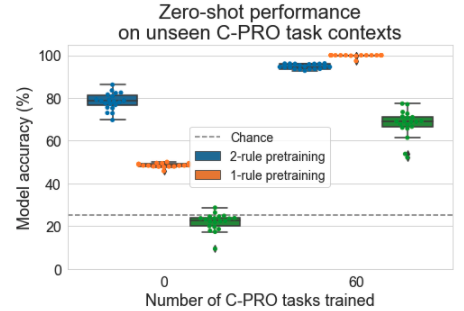 Zero-shot performance
on unseen C-PRO task contexts
Model accuracy (%)
100
80
60
40
20
0
Chance
2-rule pretraining
1-rule pretraining
0
60
Number of C-PRO tasks trained